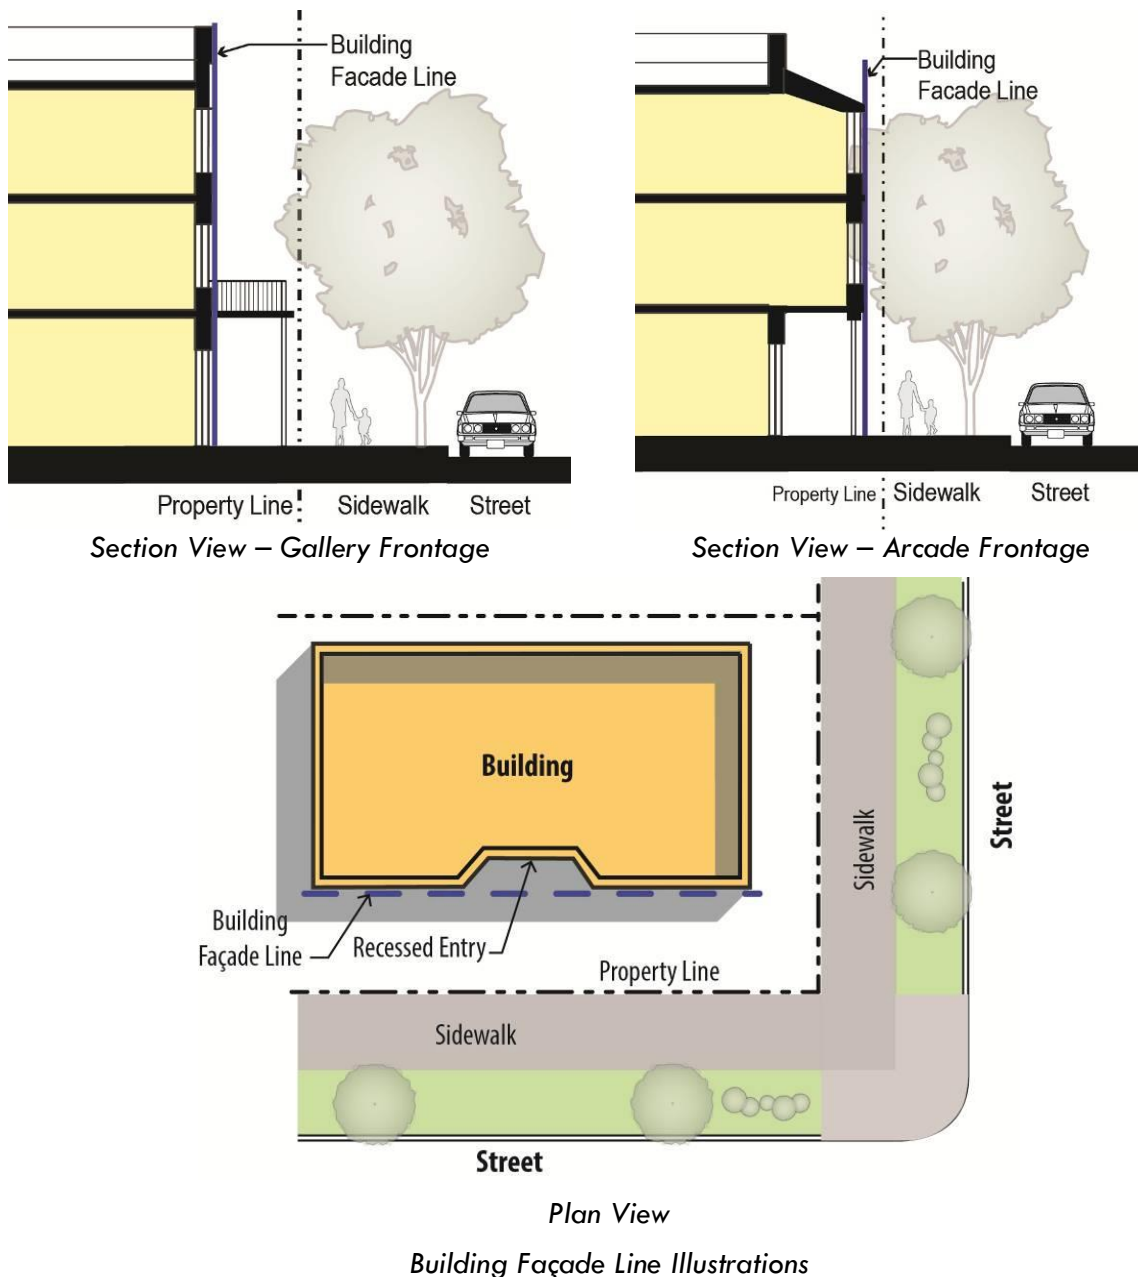 Building
Facade Line
Property Line
Sidewalk
Street
Section View – Gallery Frontage
Building
Facade Line
Property Line
Sidewalk
Street
Section View – Arcade Frontage
Building
Building
Façade Line
Recessed Entry
Property Line
Sidewalk
Sidewalk
Street
Street
Plan View
Building Façade Line Illustrations